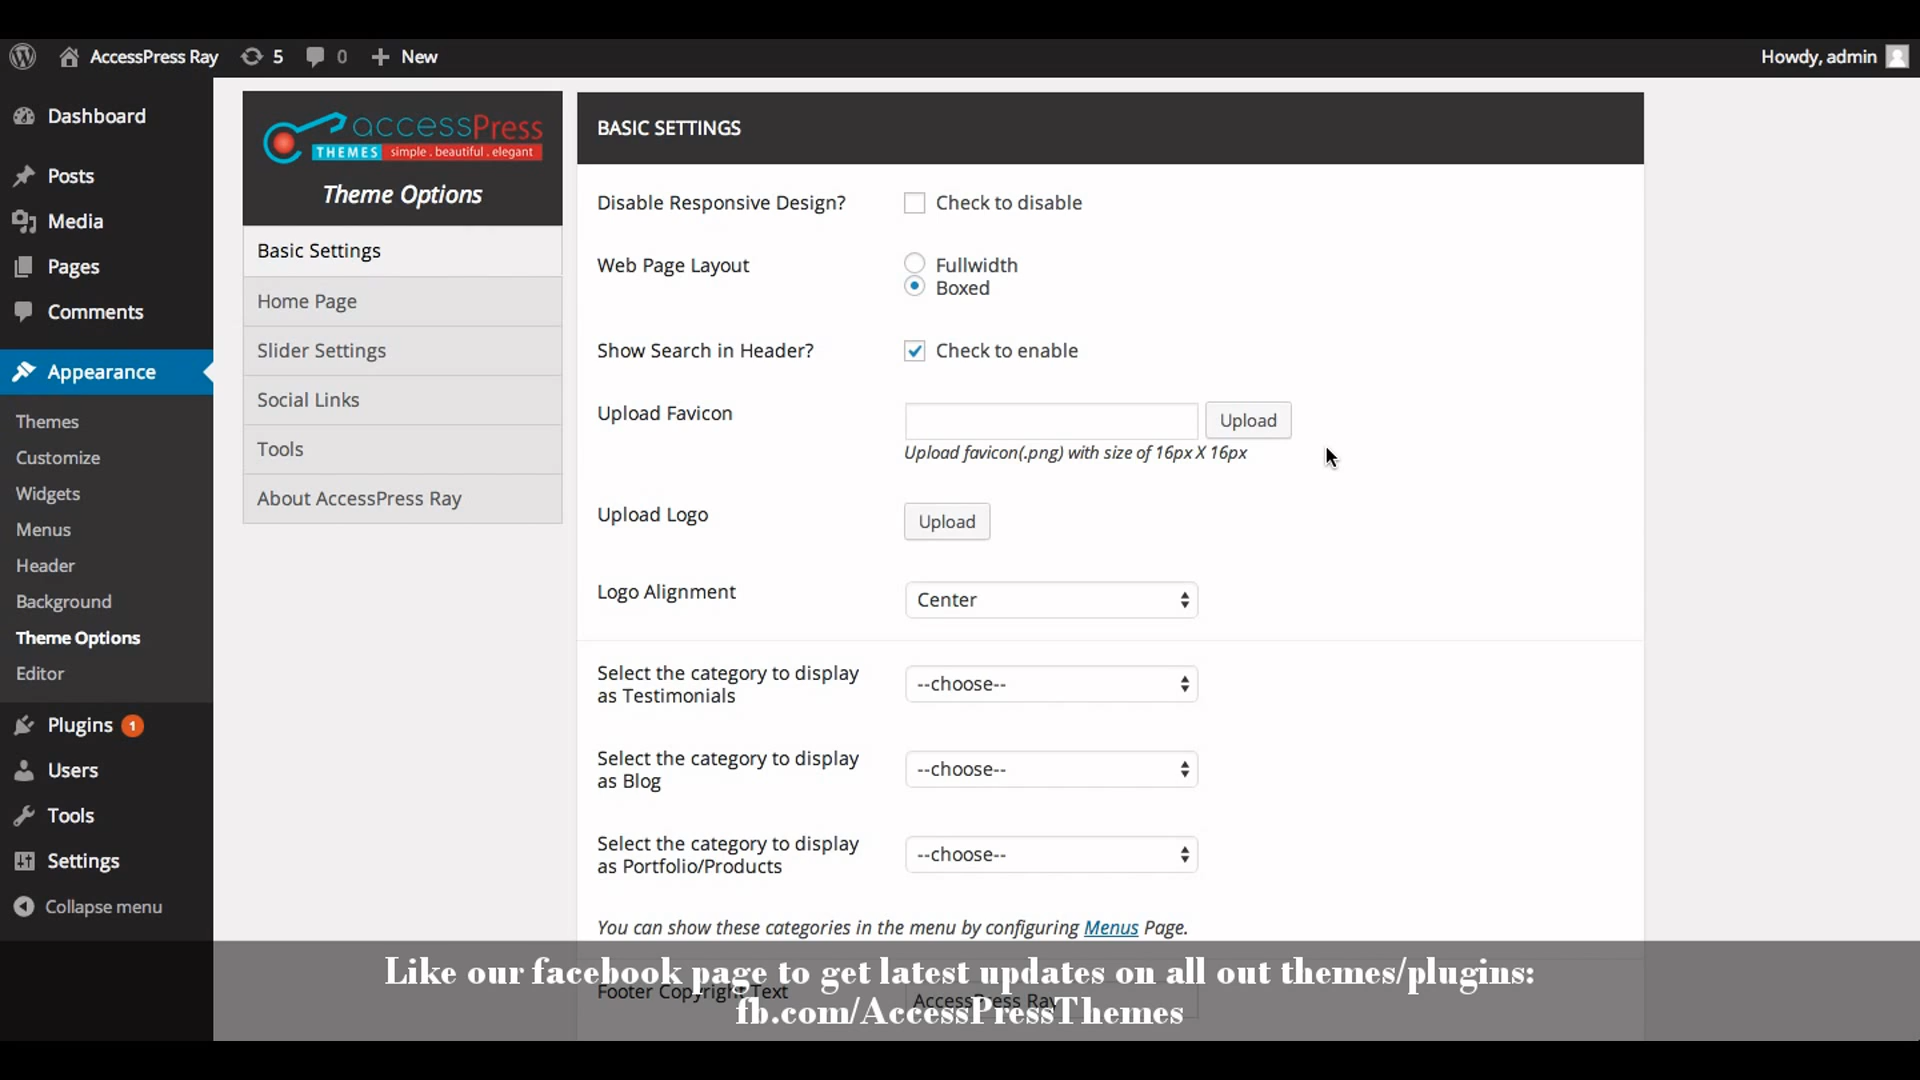 AccessPress Ray 5 0 New Howdy, admin
Dashboard
Posts
Media
Pages
Comments
Appearance
Themes
Customize
Widgets
Menus
Header
Background
Theme Options
Editor
Plugins 1
Users
Tools
Settings
Collapse menu
accessPress
THEMES simple . beautiful . elegant
Theme Options
Basic Settings
Home Page
Slider Settings
Social Links
Tools
About AccessPress Ray
BASIC SETTINGS
Disable Responsive Design? Check to disable
Web Page Layout Fullwidth
Boxed
Show Search in Header? Check to enable
Upload Favicon Upload
Upload favicon(.png) with size of 16px X 16px
Upload Logo Upload
Logo Alignment Center
Select the category to display
as Testimonials
--choose--
Select the category to display
as Blog
--choose--
Select the category to display
as Portfolio/Products
--choose--
You can show these categories in the menu by configuring Menus Page.
Footer Copyright Text AccessPress Ray
Like our facebook page to get latest updates on all out themes/plugins:
fb.com/AccessPressThemes